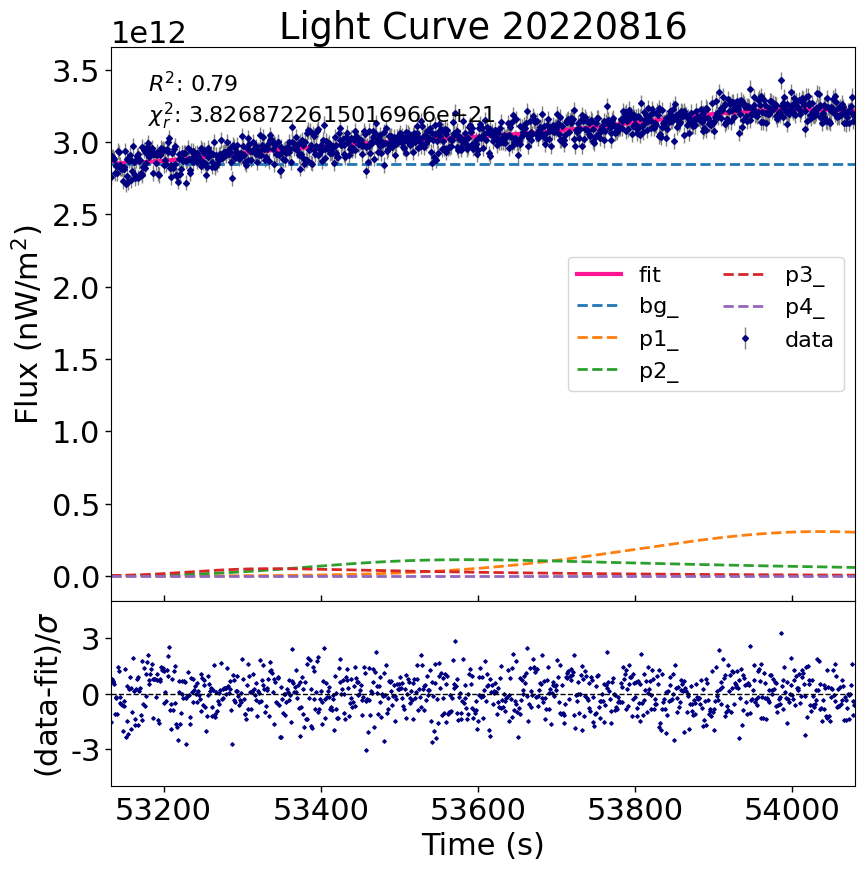 Light Curve 20220816
1e12
R²: 0.79
χ²ᵣ: 3.8268722615016966e+21
3.5
3.0
2.5
2.0
1.5
1.0
0.5
0.0
Flux (nW/m²)
fit
bg_
p1_
p2_
p3_
p4_
data
3
0
-3
(data-fit)/σ
53200 53400 53600 53800 54000
Time (s)